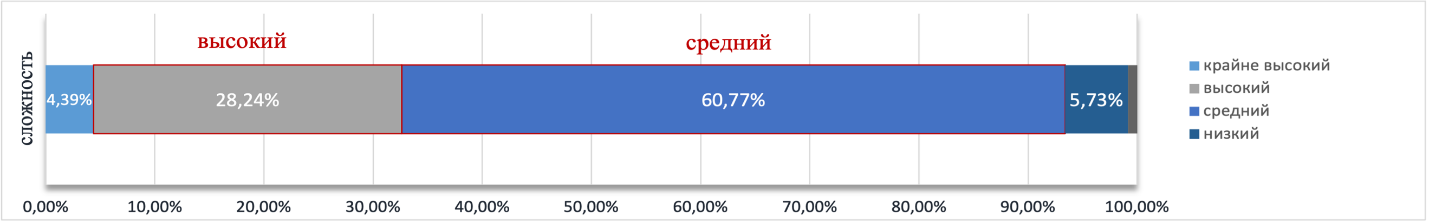 высокий
средний
сложность
4,39%
28,24%
60,77%
5,73%
крайне высокий
высокий
средний
низкий
0,00%
10,00%
20,00%
30,00%
40,00%
50,00%
60,00%
70,00%
80,00%
90,00%
100,00%